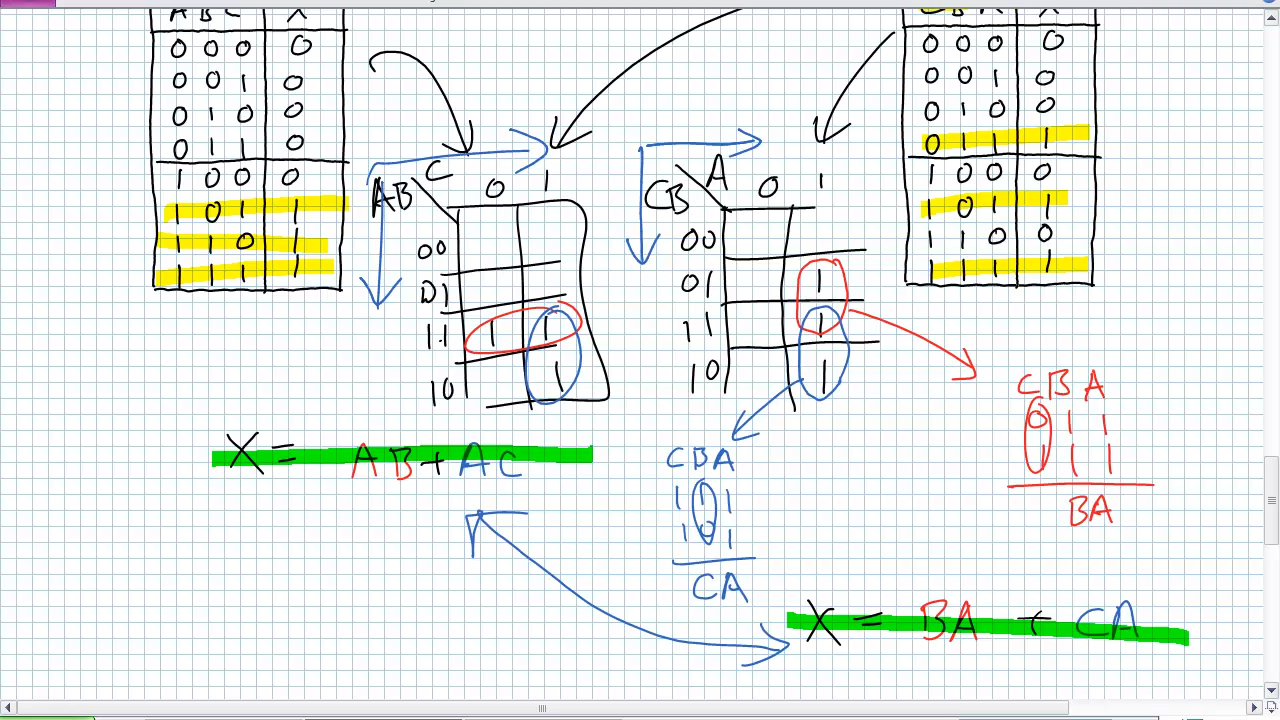 A B C X
0 0 0 0
0 0 1 0
0 1 0 0
0 1 1 0
1 0 0 0
1 0 1 1
1 1 0 1
1 1 1 1
C
AB 0 1
00
01
11 1 1
10 1
X = AB + AC
A
CB 0 1
00
01 1
11 1
10 1
C B A
1 1 1
1 0 1
CA
C B A X
0 0 0 0
0 0 1 0
0 1 0 0
0 1 1 1
1 0 0 0
1 0 1 1
1 1 0 0
1 1 1 1
C B A
0 1 1
1 1 1
BA
X = BA + CA